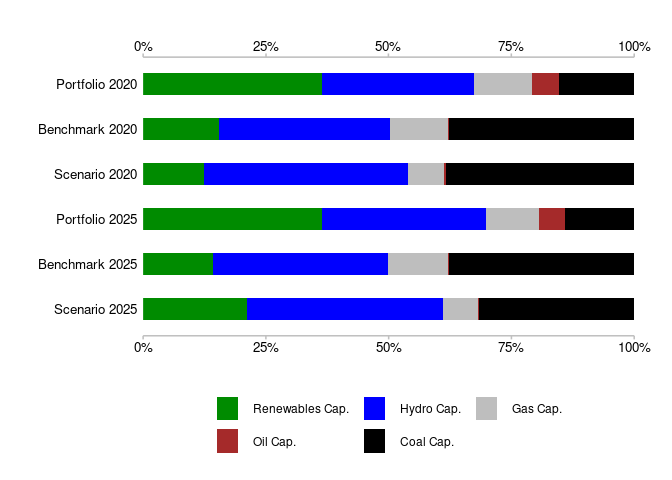 0% 25% 50% 75% 100%
Portfolio 2020
Benchmark 2020
Scenario 2020
Portfolio 2025
Benchmark 2025
Scenario 2025
0% 25% 50% 75% 100%
Renewables Cap. Hydro Cap. Gas Cap.
Oil Cap. Coal Cap.